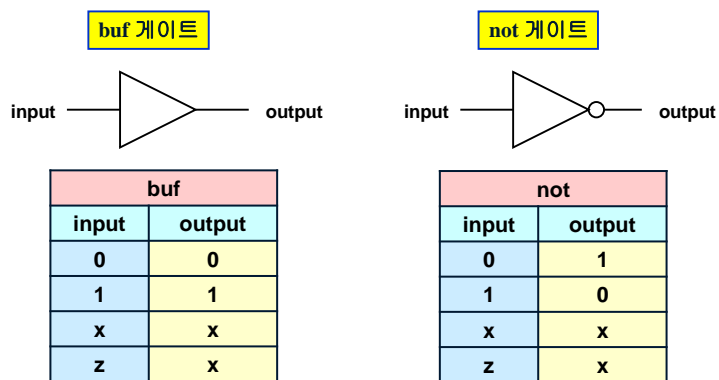 buf 게이트
input
output
buf
input output
0 0
1 1
x x
z x
not 게이트
input
output
not
input output
0 1
1 0
x x
z x